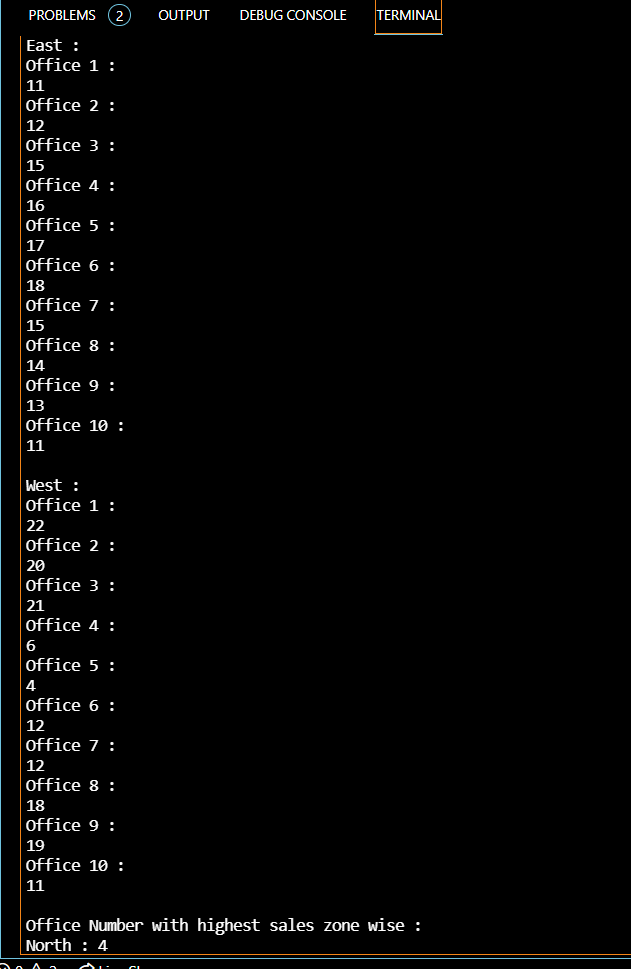 PROBLEMS 2 OUTPUT DEBUG CONSOLE TERMINAL
East :
Office 1 :
11
Office 2 :
12
Office 3 :
15
Office 4 :
16
Office 5 :
17
Office 6 :
18
Office 7 :
15
Office 8 :
14
Office 9 :
13
Office 10 :
11
West :
Office 1 :
22
Office 2 :
20
Office 3 :
21
Office 4 :
6
Office 5 :
4
Office 6 :
12
Office 7 :
12
Office 8 :
18
Office 9 :
19
Office 10 :
11
Office Number with highest sales zone wise :
North : 4